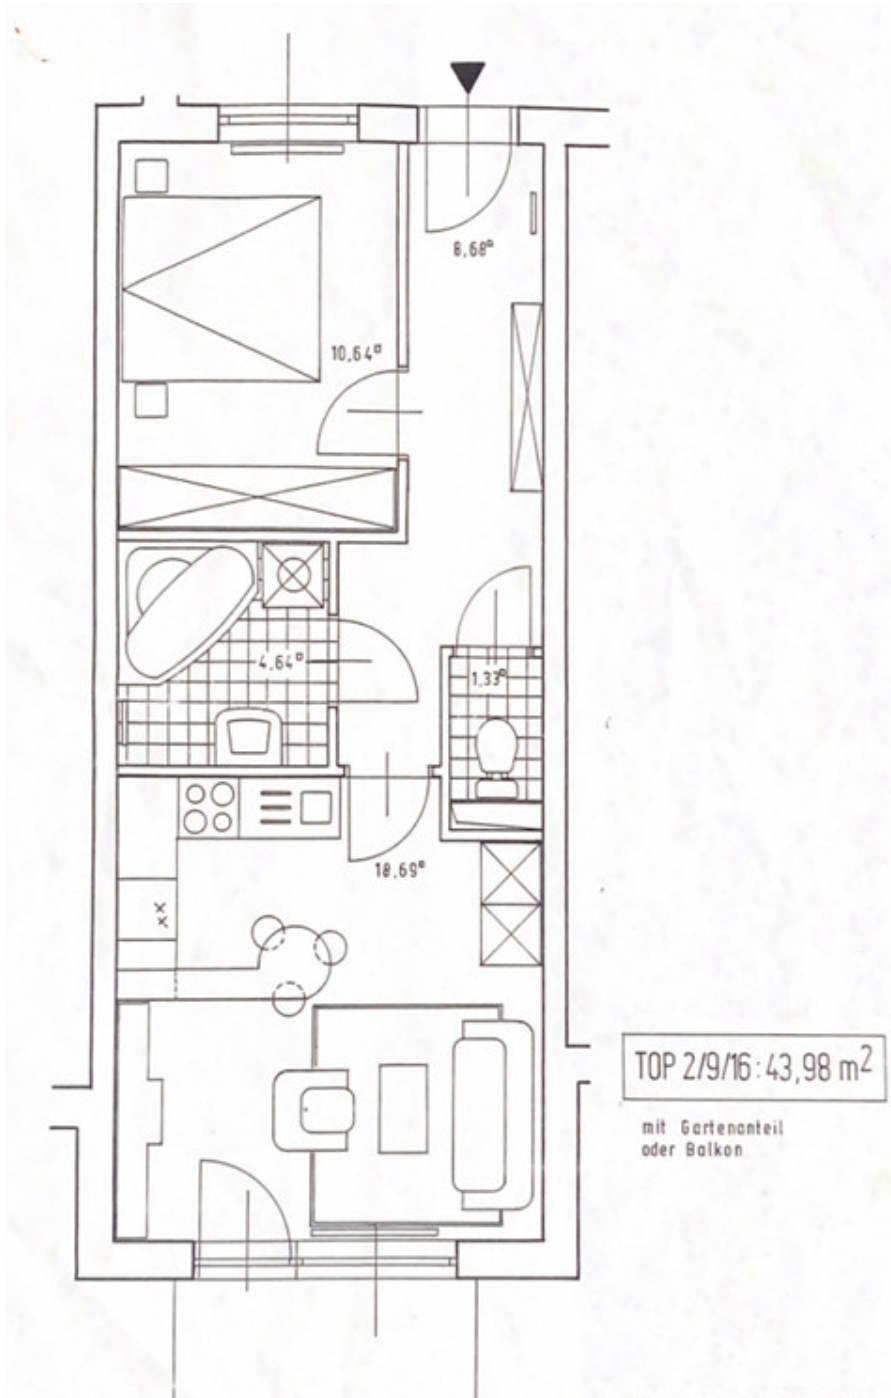 8,68□
10,64□
4,64□
1,33□
18,69□
xx
TOP 2/9/16:43,98 m²
mit Gartenanteil
oder Balkon